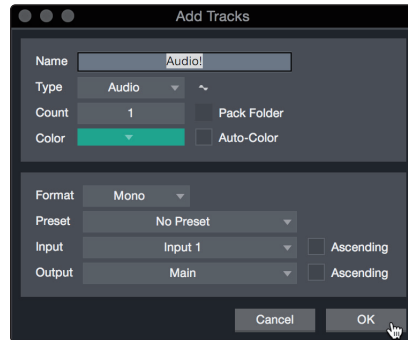 Add Tracks
Name Audio!
Type Audio
Count 1 Pack Folder
Color Auto-Color
Format Mono
Preset No Preset
Input Input 1 Ascending
Output Main Ascending
Cancel OK